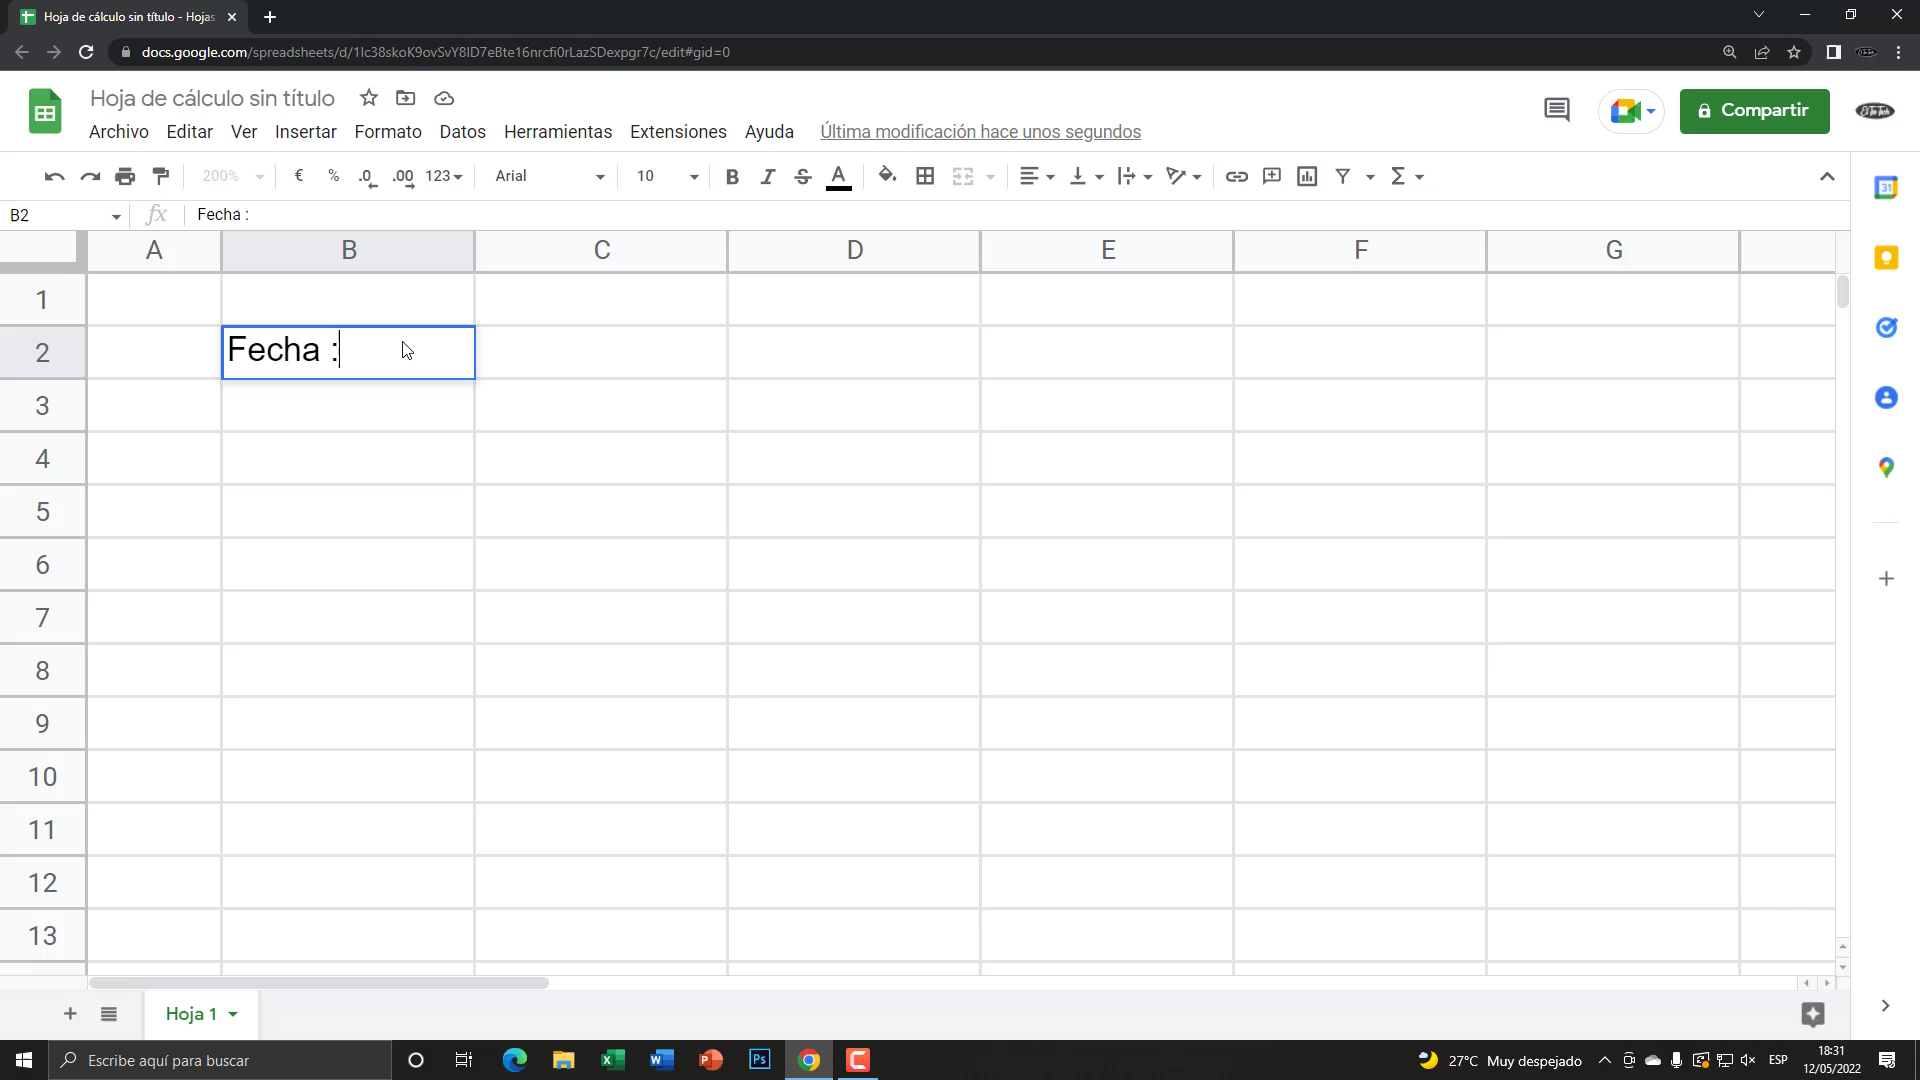 Hoja de cálculo sin título - Hojas
docs.google.com/spreadsheets/d/1Ic38skoK9ovSvY8ID7eBte16nrcfi0rLazSDexpgr7c/edit#gid=0
Hoja de cálculo sin título
Compartir
Archivo Editar Ver Insertar Formato Datos Herramientas Extensiones Ayuda Última modificación hace unos segundos
200% € % .0 .00 123 Arial 10 B I S A Σ
31
B2 fx Fecha :
A B C D E F G
1
2 Fecha :
3
4
5
6
7
8
9
10
11
12
13
Hoja 1
Escribe aquí para buscar
Ps
27°C Muy despejado
ESP
18:31
12/05/2022